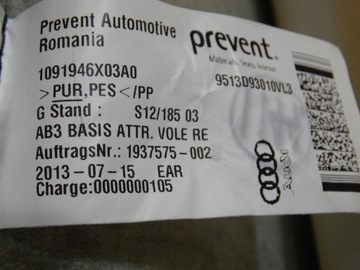 Prevent Automotive
Romania
prevent.
Materials. Seats. Interior.
1091946X03A0
9513D93010VL3
>PUR,PES</PP
G Stand : S12/185 03
AB3 BASIS ATTR. VOLE RE
AuftragsNr.:1937575-002
2013-07-15 EAR
Charge:0000000105
AUDI